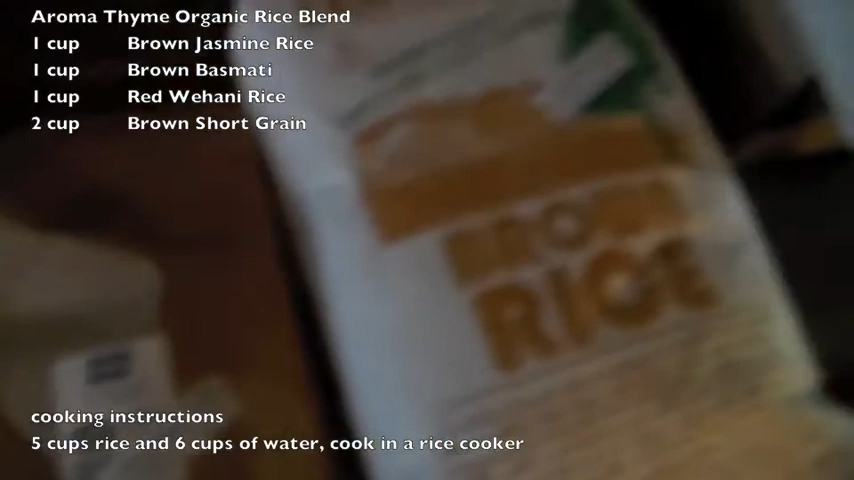 Aroma Thyme Organic Rice Blend
1 cup Brown Jasmine Rice
1 cup Brown Basmati
1 cup Red Wehani Rice
2 cup Brown Short Grain
BROWN
RICE
cooking instructions
5 cups rice and 6 cups of water, cook in a rice cooker